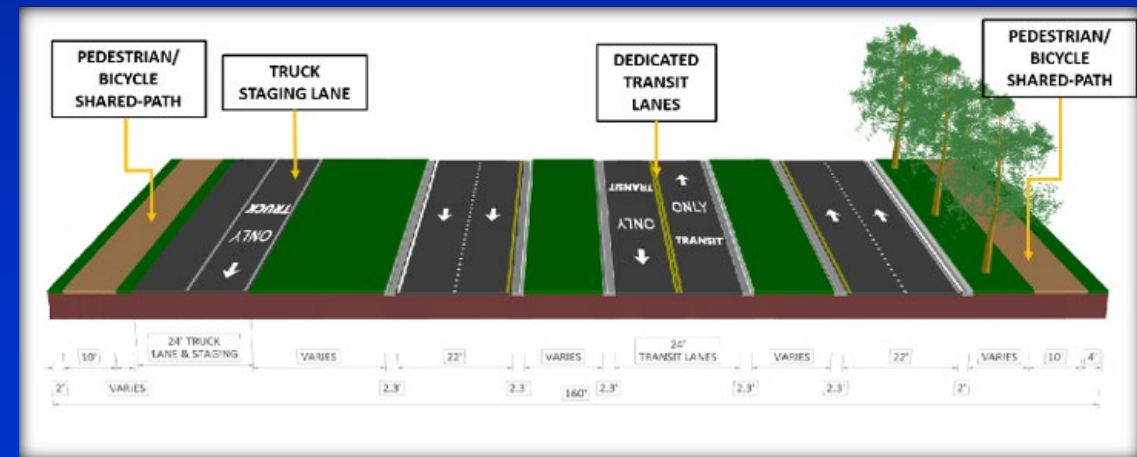 PEDESTRIAN/
BICYCLE
SHARED-PATH
TRUCK
STAGING LANE
DEDICATED
TRANSIT
LANES
PEDESTRIAN/
BICYCLE
SHARED-PATH
TRUCK
ONLY
TRANSIT
ONLY
ONLY
TRANSIT
10'
24' TRUCK
LANE & STAGING
VARIES
22'
VARIES
24'
TRANSIT LANES
VARIES
22'
VARIES
10'
4'
2'
VARIES
2.3'
2.3'
2.3'
2.3'
2.3'
2'
160'